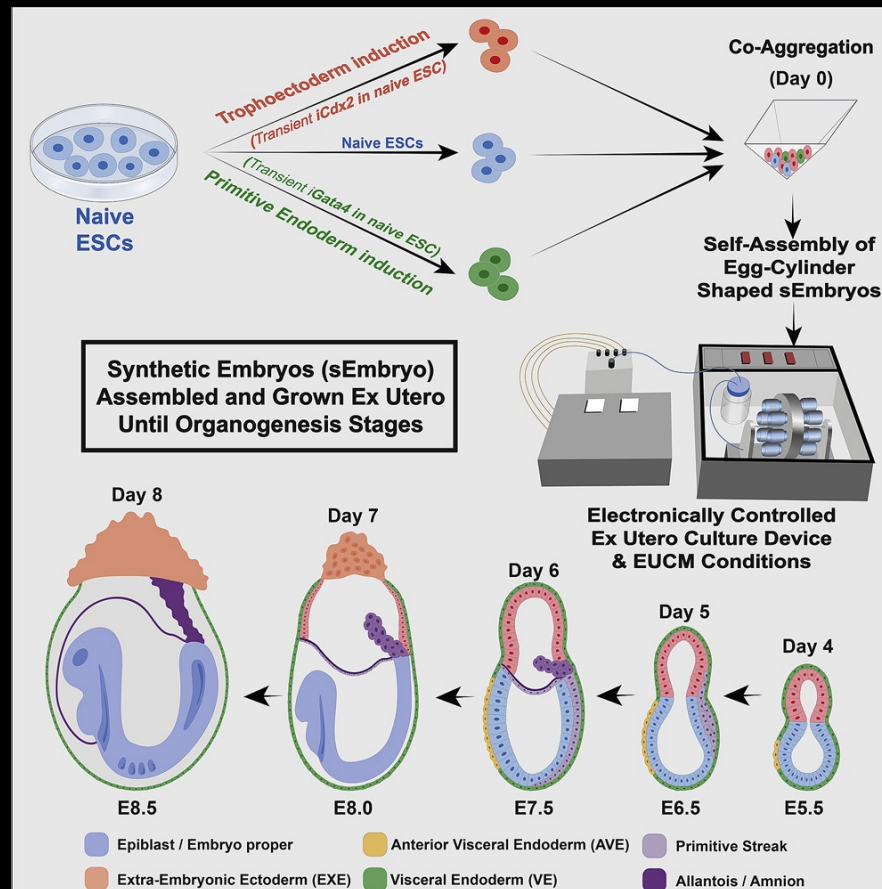 Trophoectoderm induction
(Transient iCdx2 in naive ESC)
Naive ESCs
(Transient iGata4 in naive ESC)
Primitive Endoderm induction
Naive
ESCs
Co-Aggregation
(Day 0)
Self-Assembly of
Egg-Cylinder
Shaped sEmbryos
Synthetic Embryos (sEmbryo)
Assembled and Grown Ex Utero
Until Organogenesis Stages
Electronically Controlled
Ex Utero Culture Device
& EUCM Conditions
Day 8
Day 7
Day 6
Day 5
Day 4
E8.5
E8.0
E7.5
E6.5
E5.5
Epiblast / Embryo proper
Anterior Visceral Endoderm (AVE)
Primitive Streak
Extra-Embryonic Ectoderm (EXE)
Visceral Endoderm (VE)
Allantois / Amnion